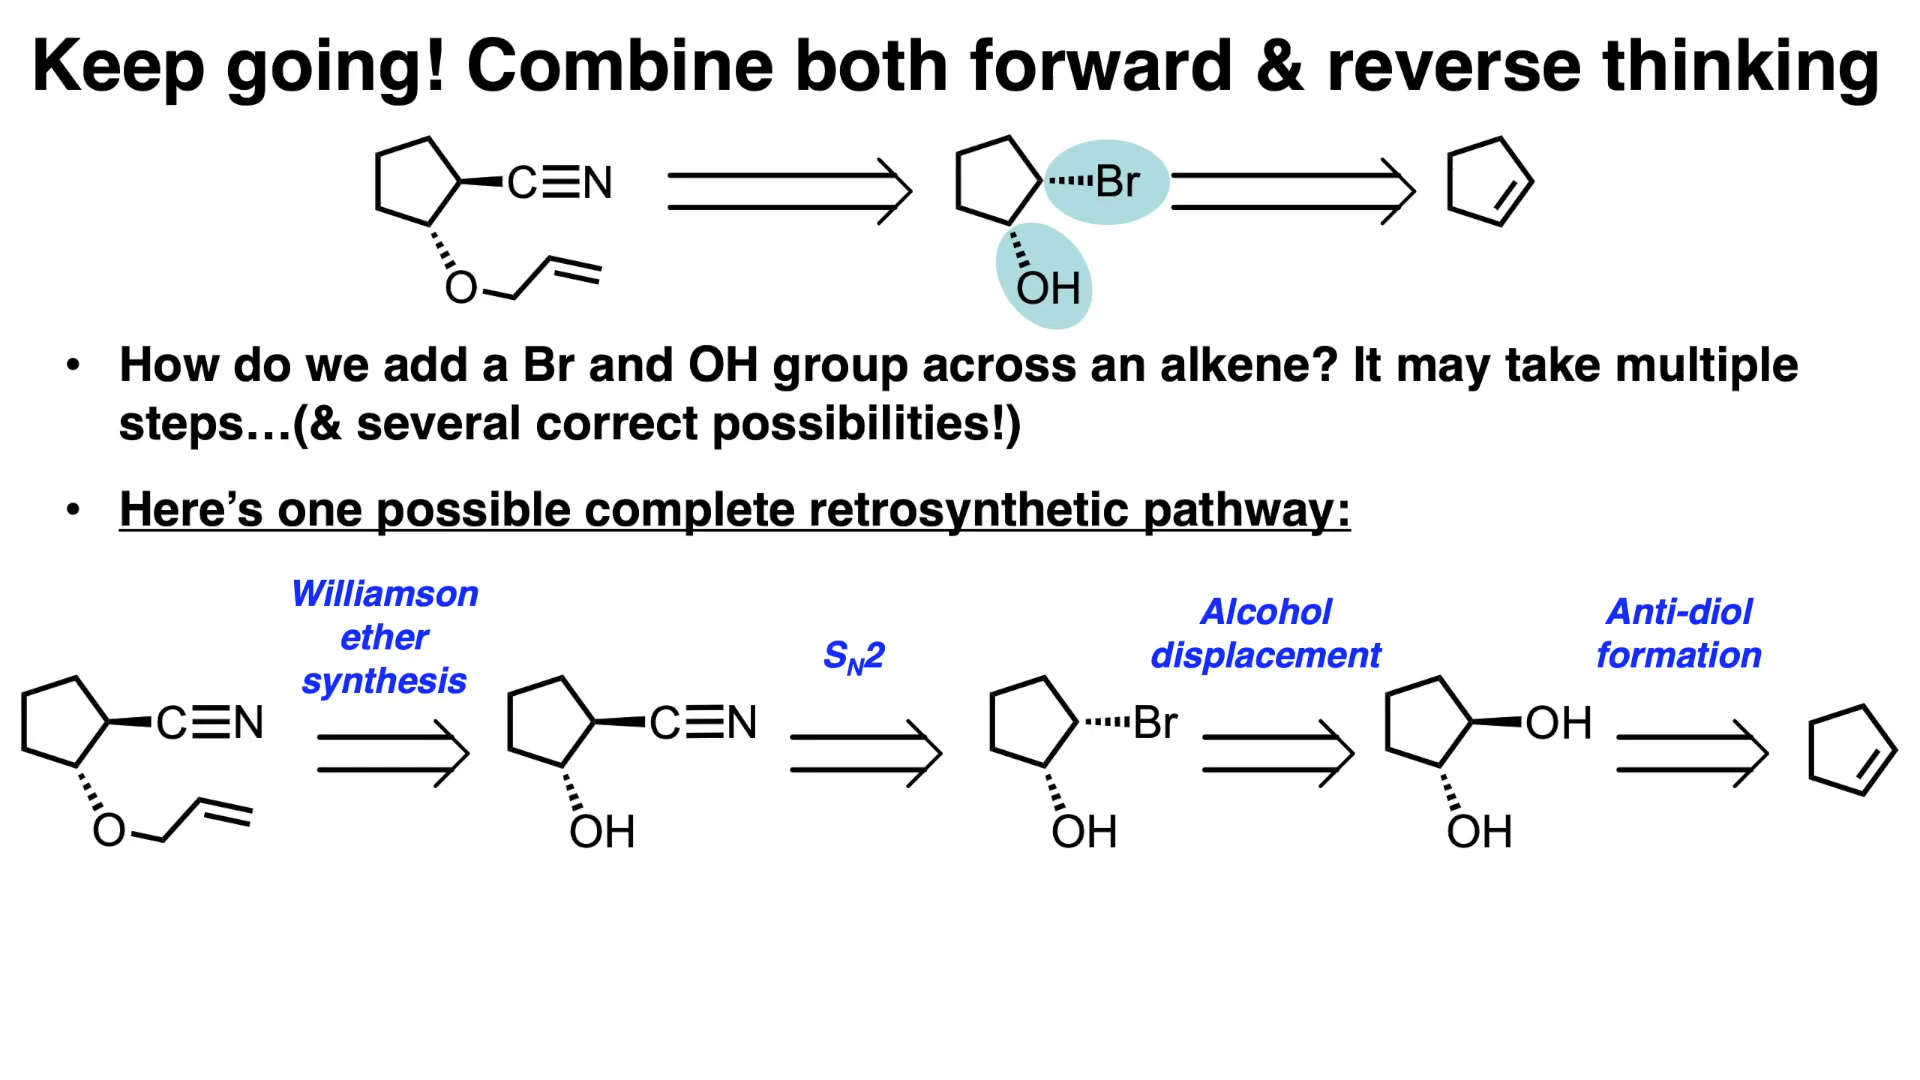 Keep going! Combine both forward & reverse thinking
C≡N
Br
O
OH
• How do we add a Br and OH group across an alkene? It may take multiple
steps…(& several correct possibilities!)
• Here’s one possible complete retrosynthetic pathway:
Williamson
ether
synthesis
SN2
Alcohol
displacement
Anti-diol
formation
C≡N
C≡N
Br
OH
O
OH
OH
OH